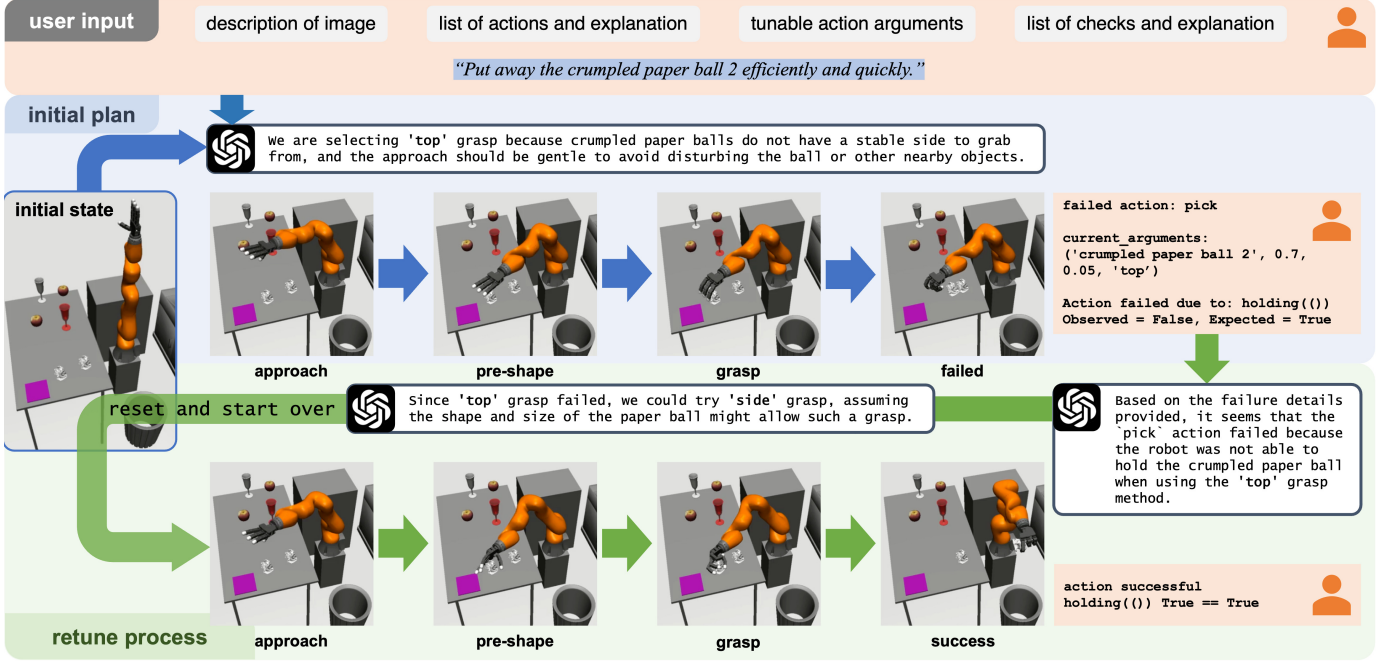 user input
description of image
list of actions and explanation
tunable action arguments
list of checks and explanation
“Put away the crumpled paper ball 2 efficiently and quickly.”
initial plan
We are selecting 'top' grasp because crumpled paper balls do not have a stable side to grab
from, and the approach should be gentle to avoid disturbing the ball or other nearby objects.
initial state
failed action: pick
current_arguments:
('crumpled paper ball 2', 0.7,
0.05, 'top’)
Action failed due to: holding(())
Observed = False, Expected = True
approach
pre-shape
grasp
failed
reset and start over
Since 'top' grasp failed, we could try 'side' grasp, assuming
the shape and size of the paper ball might allow such a grasp.
Based on the failure details
provided, it seems that the
`pick` action failed because
the robot was not able to
hold the crumpled paper ball
when using the 'top' grasp
method.
action successful
holding(()) True == True
retune process
approach
pre-shape
grasp
success